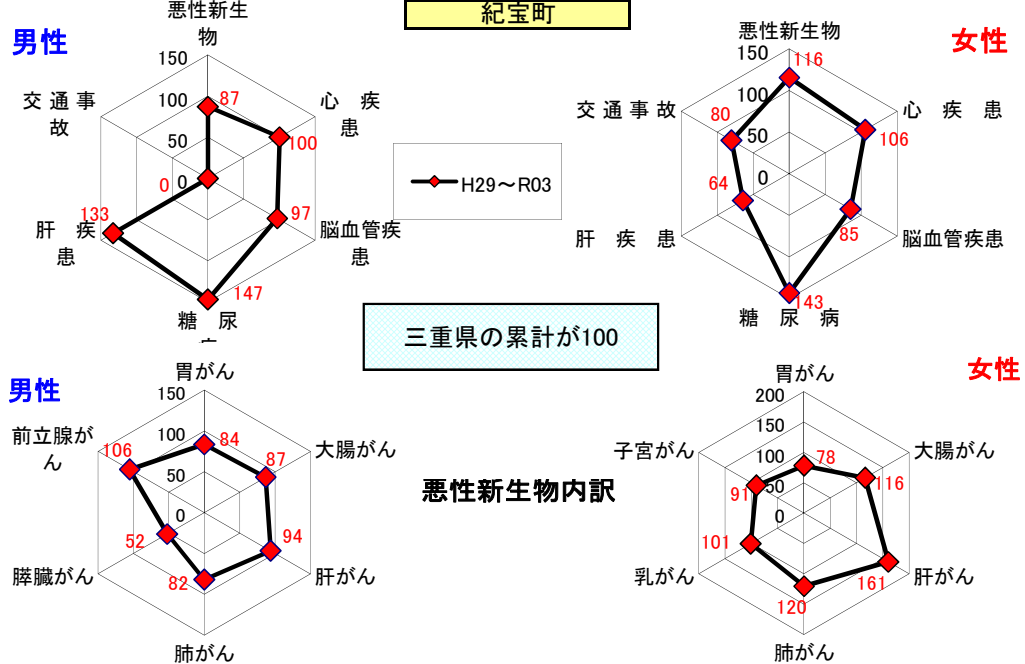 紀宝町
男性
悪性新生
物
150
100
50
0
87
心 疾
患
100
97
脳血管疾
患
147
糖 尿
133
肝 疾
患
0
交通事
故
H29～R03
女性
悪性新生物
150
100
50
0
116
心 疾 患
106
85
脳血管疾患
143
糖 尿 病
64
肝 疾 患
80
交通事故
三重県の累計が100
男性
胃がん
150
100
50
0
84
87
大腸がん
94
肝がん
82
肺がん
52
膵臓がん
106
前立腺が
ん
悪性新生物内訳
女性
胃がん
200
150
100
50
0
78
116
大腸がん
161
肝がん
120
肺がん
101
乳がん
91
子宮がん